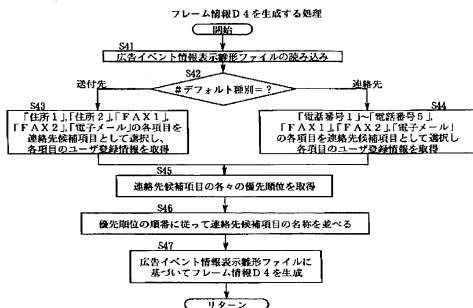 フレーム情報D4を生成する処理
開始
S41
広告イベント情報表示雛形ファイルの読み込み
S42
#デフォルト種別=?
送付先
連絡先
S43
「住所1」,「住所2」,「FAX1」,
「FAX2」,「電子メール」の各項目を
連絡先候補項目として選択し、
各項目のユーザ登録情報を取得
S44
「電話番号1」~「電話番号5」,
「FAX1」,「FAX2」,「電子メール」
の各項目を連絡先候補項目として選択し
各項目のユーザ登録情報を取得
S45
連絡先候補項目の各々の優先順位を取得
S46
優先順位の順番に従って連絡先候補項目の名称を並べる
S47
広告イベント情報表示雛形ファイルに
基づいてフレーム情報D4を生成
リターン